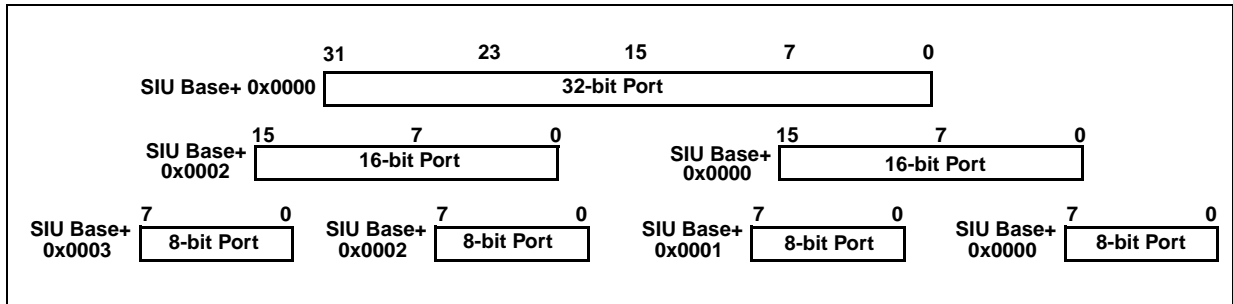 31 23 15 7 0
SIU Base+ 0x0000 32-bit Port
15 7 0 15 7 0
SIU Base+ 0x0002 16-bit Port SIU Base+ 0x0000 16-bit Port
7 0 7 0 7 0 7 0
SIU Base+ 0x0003 8-bit Port SIU Base+ 0x0002 8-bit Port SIU Base+ 0x0001 8-bit Port SIU Base+ 0x0000 8-bit Port